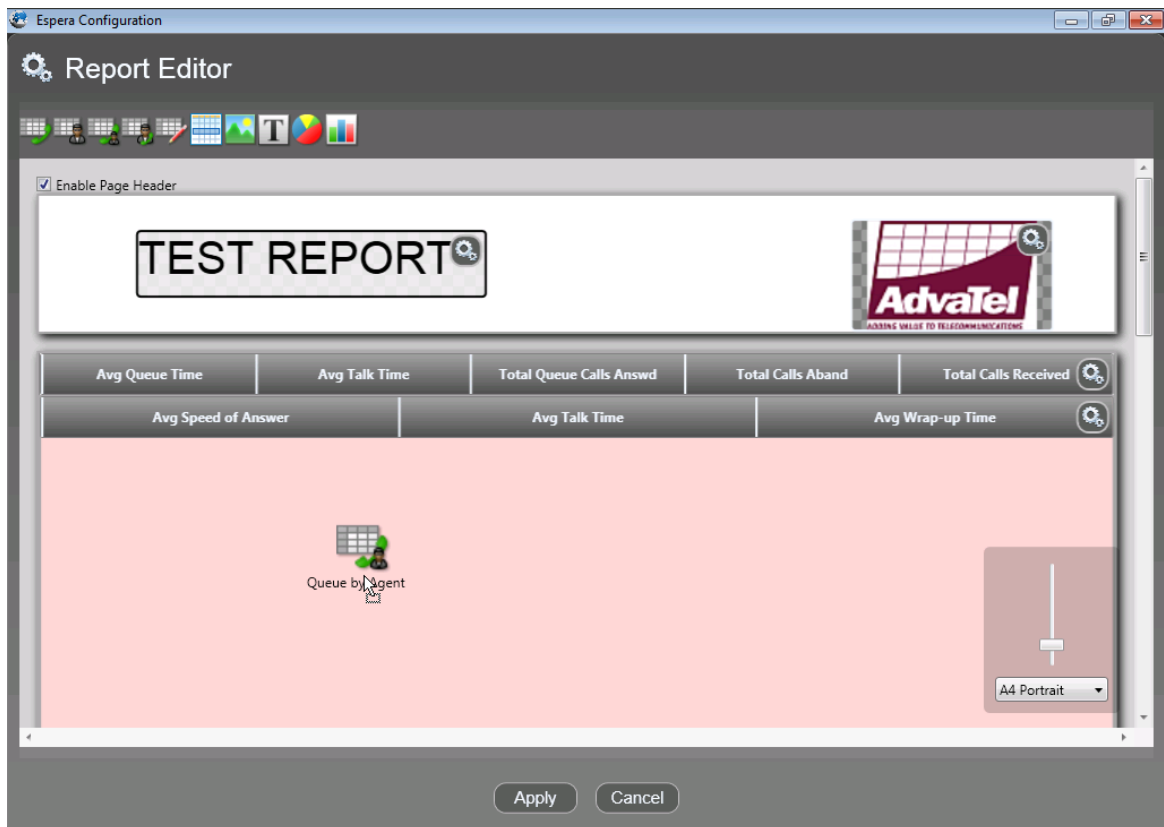 Espera Configuration
Report Editor
T
Enable Page Header
TEST REPORT
AdvaTel
ADDING VALUE TO TELECOMMUNICATIONS
Avg Queue Time Avg Talk Time Total Queue Calls Answd Total Calls Aband Total Calls Received
Avg Speed of Answer Avg Talk Time Avg Wrap-up Time
Queue by Agent
A4 Portrait
Apply Cancel